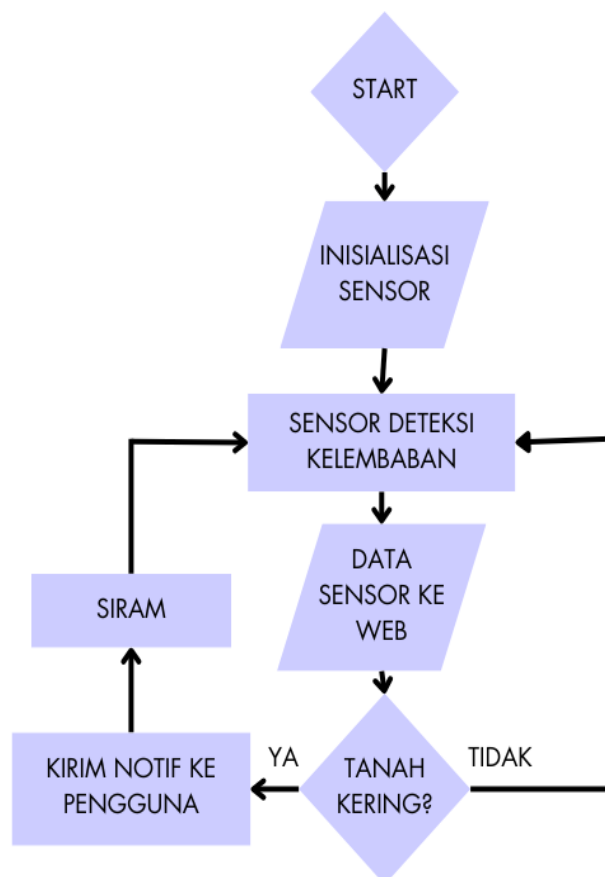 START
INISIALISASI
SENSOR
SENSOR DETEKSI
KELEMBABAN
DATA
SENSOR KE
WEB
SIRAM
KIRIM NOTIF KE
PENGGUNA
YA
TANAH
KERING?
TIDAK